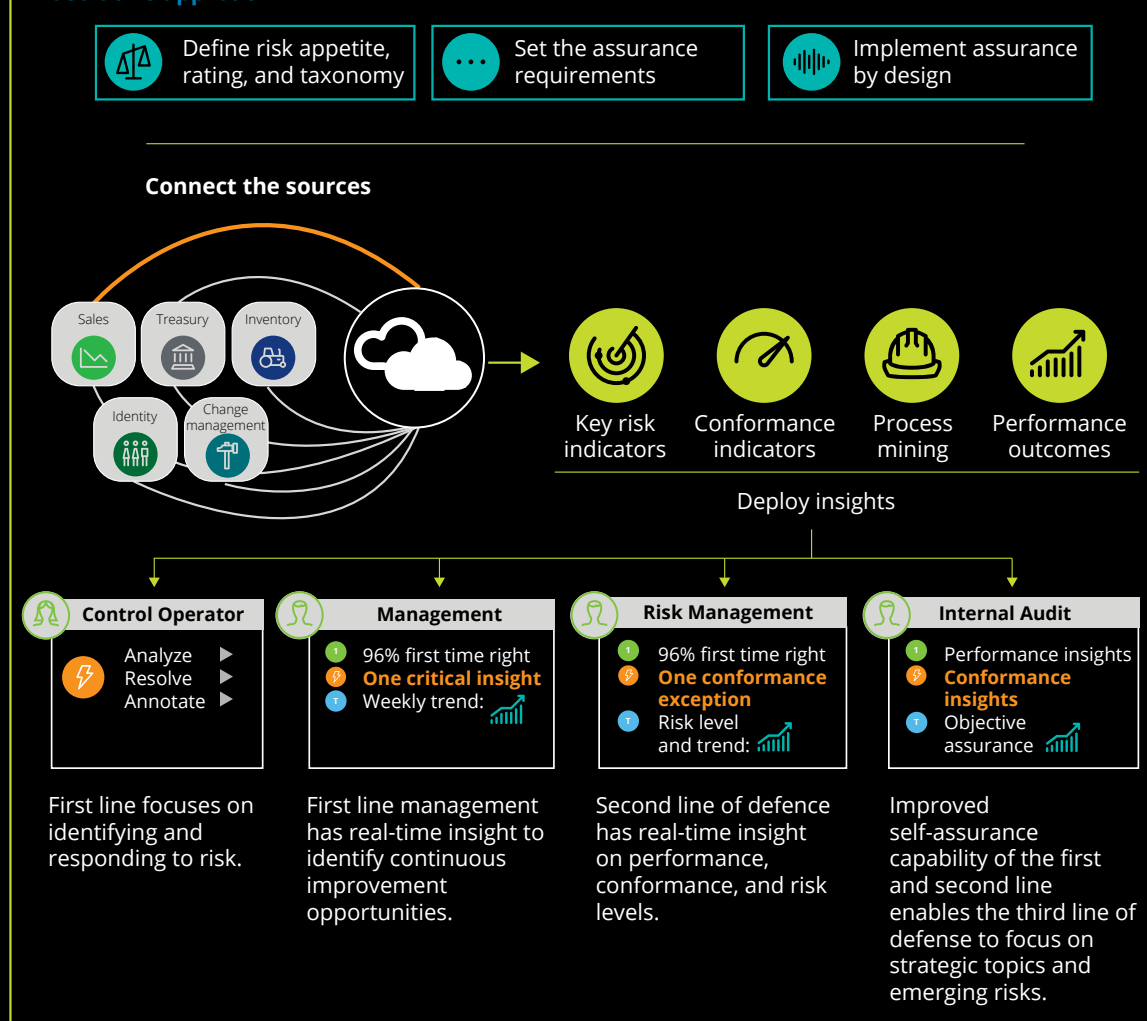 Define risk appetite,
rating, and taxonomy
Set the assurance
requirements
Implement assurance
by design
Connect the sources
Sales
Treasury
Inventory
Identity
Change
management
Key risk
indicators
Conformance
indicators
Process
mining
Performance
outcomes
Deploy insights
Control Operator
Analyze
Resolve
Annotate
First line focuses on
identifying and
responding to risk.
Management
1 96% first time right
One critical insight
T Weekly trend:
First line management
has real-time insight to
identify continuous
improvement
opportunities.
Risk Management
1 96% first time right
One conformance
exception
T Risk level
and trend:
Second line of defence
has real-time insight
on performance,
conformance, and risk
levels.
Internal Audit
1 Performance insights
Conformance
insights
T Objective
assurance
Improved
self-assurance
capability of the first
and second line
enables the third line of
defense to focus on
strategic topics and
emerging risks.